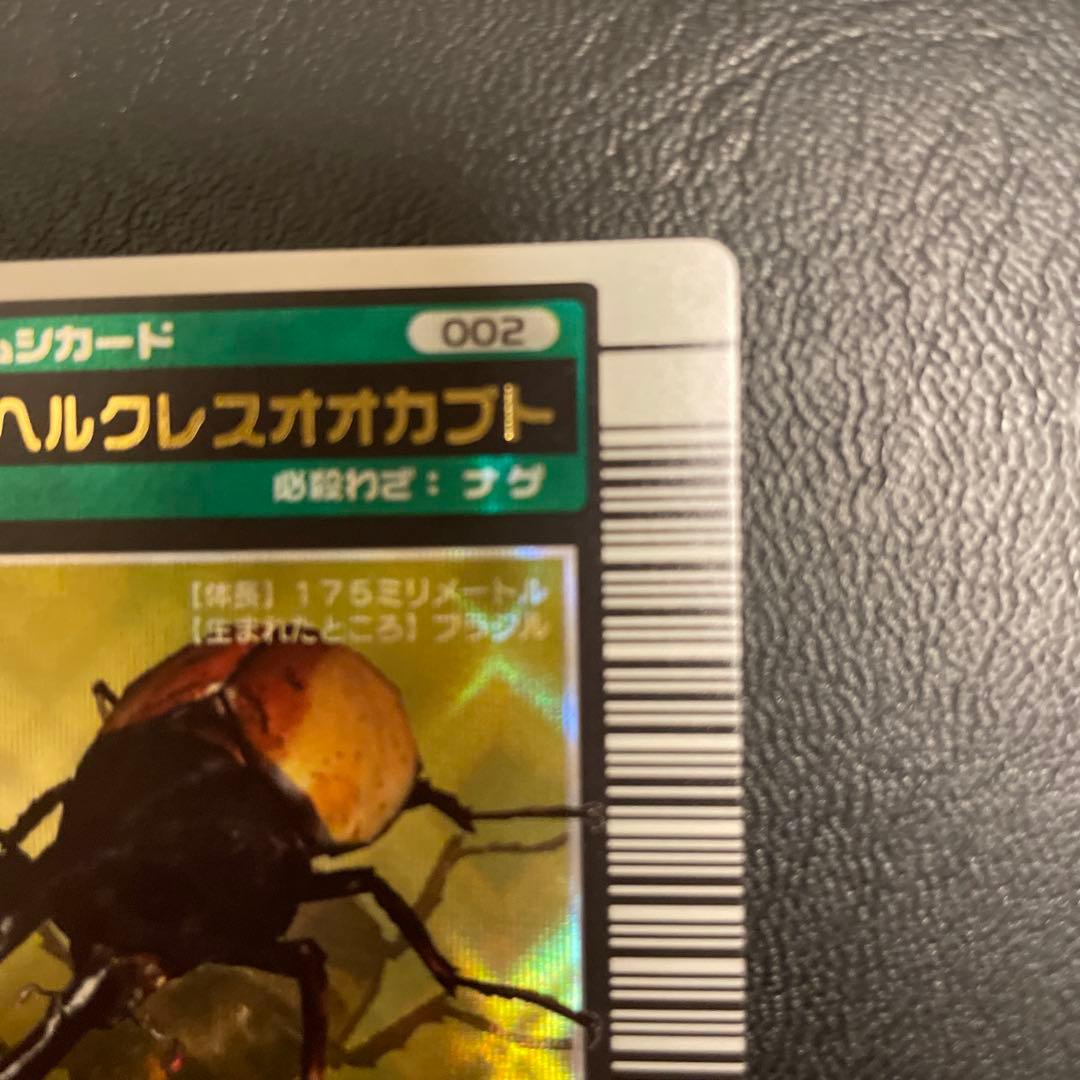 ムシカード
002
ヘルクレスオオカブト
必殺わざ：ナゲ
［体長］１７５ミリメートル
［生まれたところ］ブラジル